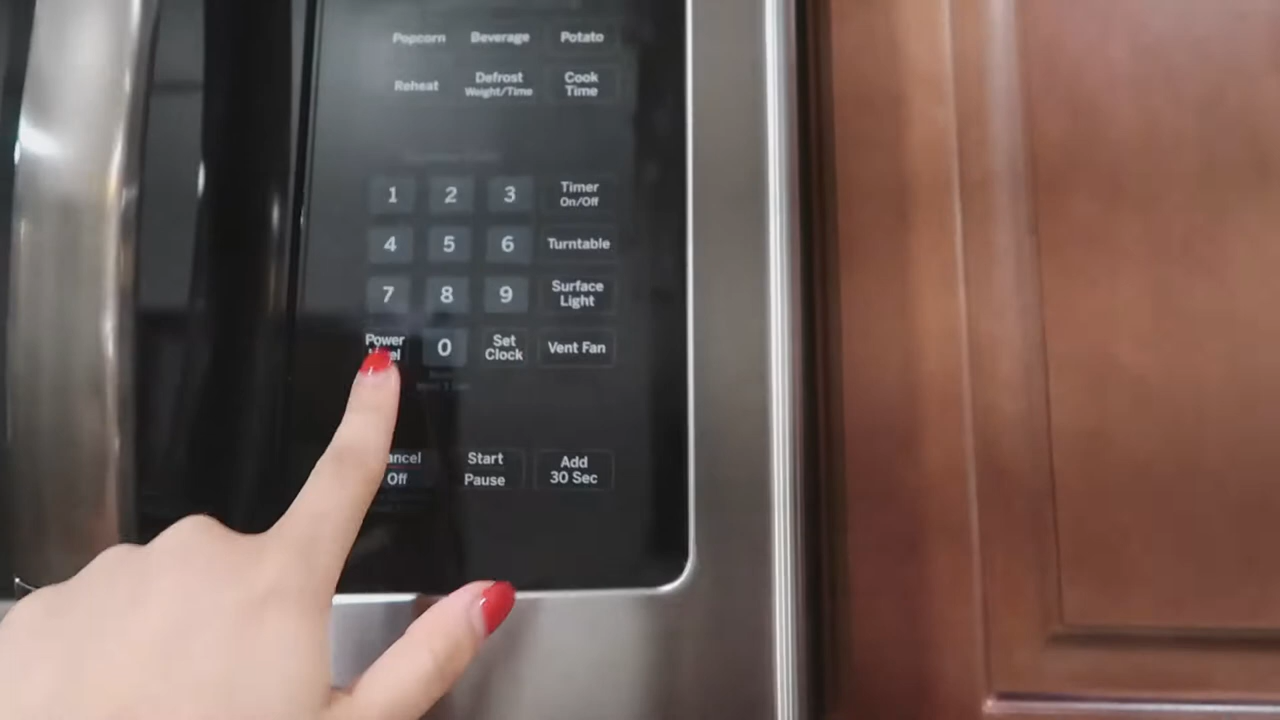 Popcorn Beverage Potato
Reheat Defrost Cook
Weight/Time Time
1 2 3 Timer
On/Off
4 5 6 Turntable
7 8 9 Surface
Light
Power 0 Set Vent Fan
Clock
Start Add
Off Pause 30 Sec